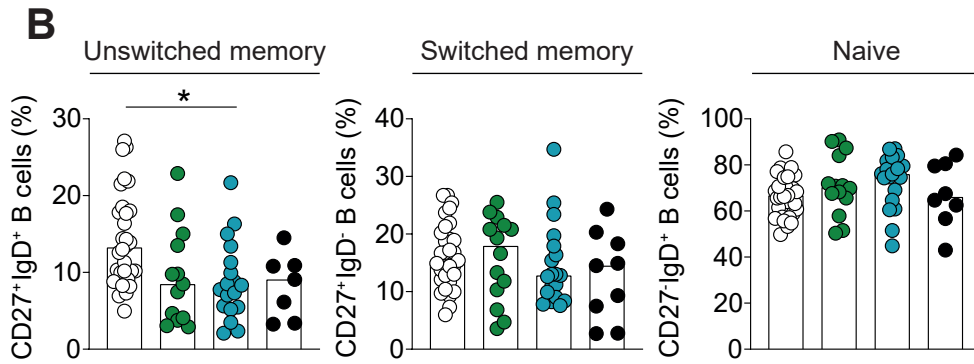 B
Unswitched memory
Switched memory
Naive
*
CD27⁺IgD⁺ B cells (%)
30
20
10
0
CD27⁺IgD⁻ B cells (%)
40
30
20
10
0
CD27⁻IgD⁺ B cells (%)
100
80
60
40
20
0